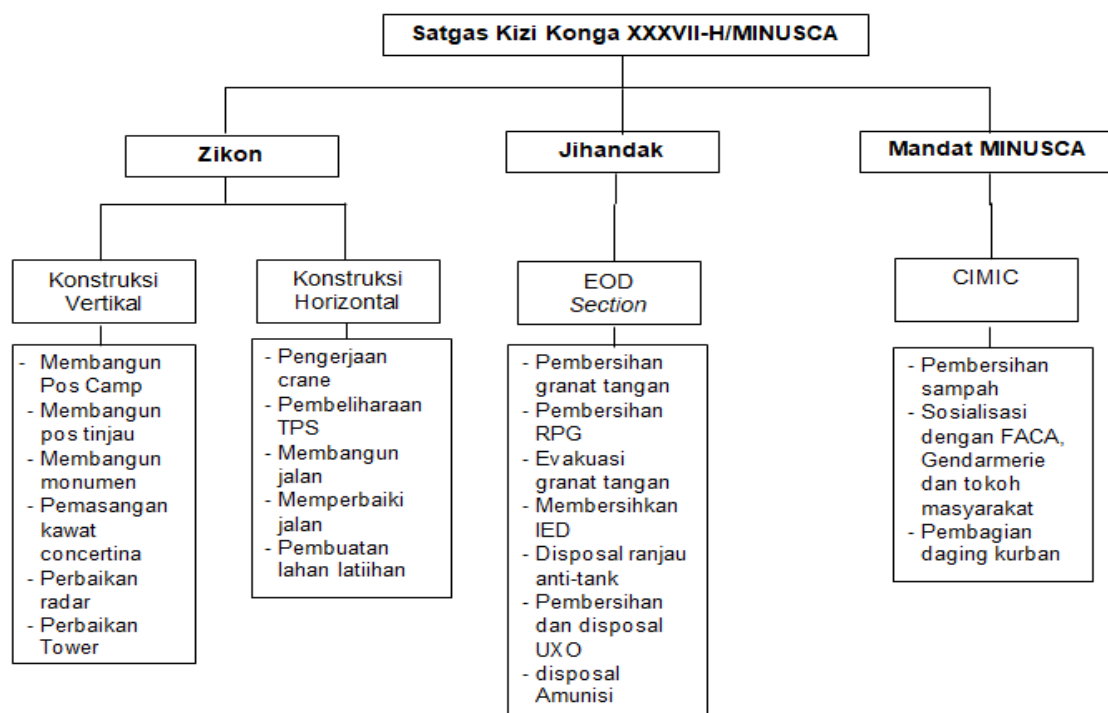 Satgas Kizi Konga XXXVII-H/MINUSCA
Zikon
Jihandak
Mandat MINUSCA
Konstruksi
Vertikal
Konstruksi
Horizontal
EOD
Section
CIMIC
- Membangun
Pos Camp
- Membangun
pos tinjau
- Membangun
monumen
- Pemasangan
kawat
concertina
- Perbaikan
radar
- Perbaikan
Tower
- Pengerjaan
crane
- Pembeliharaan
TPS
- Membangun
jalan
- Memperbaiki
jalan
- Pembuatan
lahan latiihan
- Pembersihan
granat tangan
- Pembersihan
RPG
- Evakuasi
granat tangan
- Membersihkan
IED
- Disposal ranjau
anti-tank
- Pembersihan
dan disposal
UXO
- disposal
Amunisi
- Pembersihan
sampah
- Sosialisasi
dengan FACA,
Gendarmerie
dan tokoh
masyarakat
- Pembagian
daging kurban